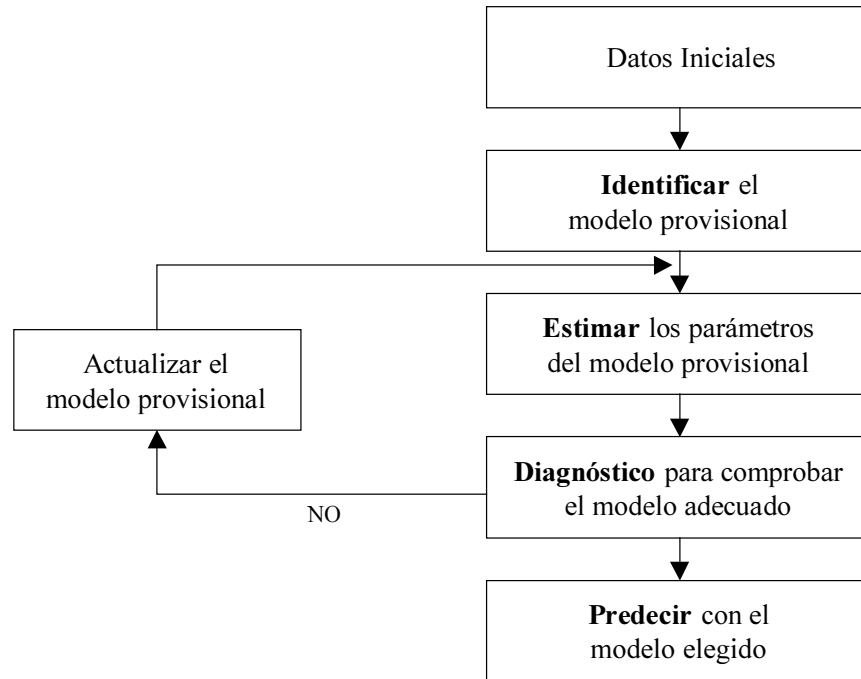 Datos Iniciales
Identificar el
modelo provisional
Estimar los parámetros
del modelo provisional
Actualizar el
modelo provisional
Diagnóstico para comprobar
el modelo adecuado
NO
Predecir con el
modelo elegido